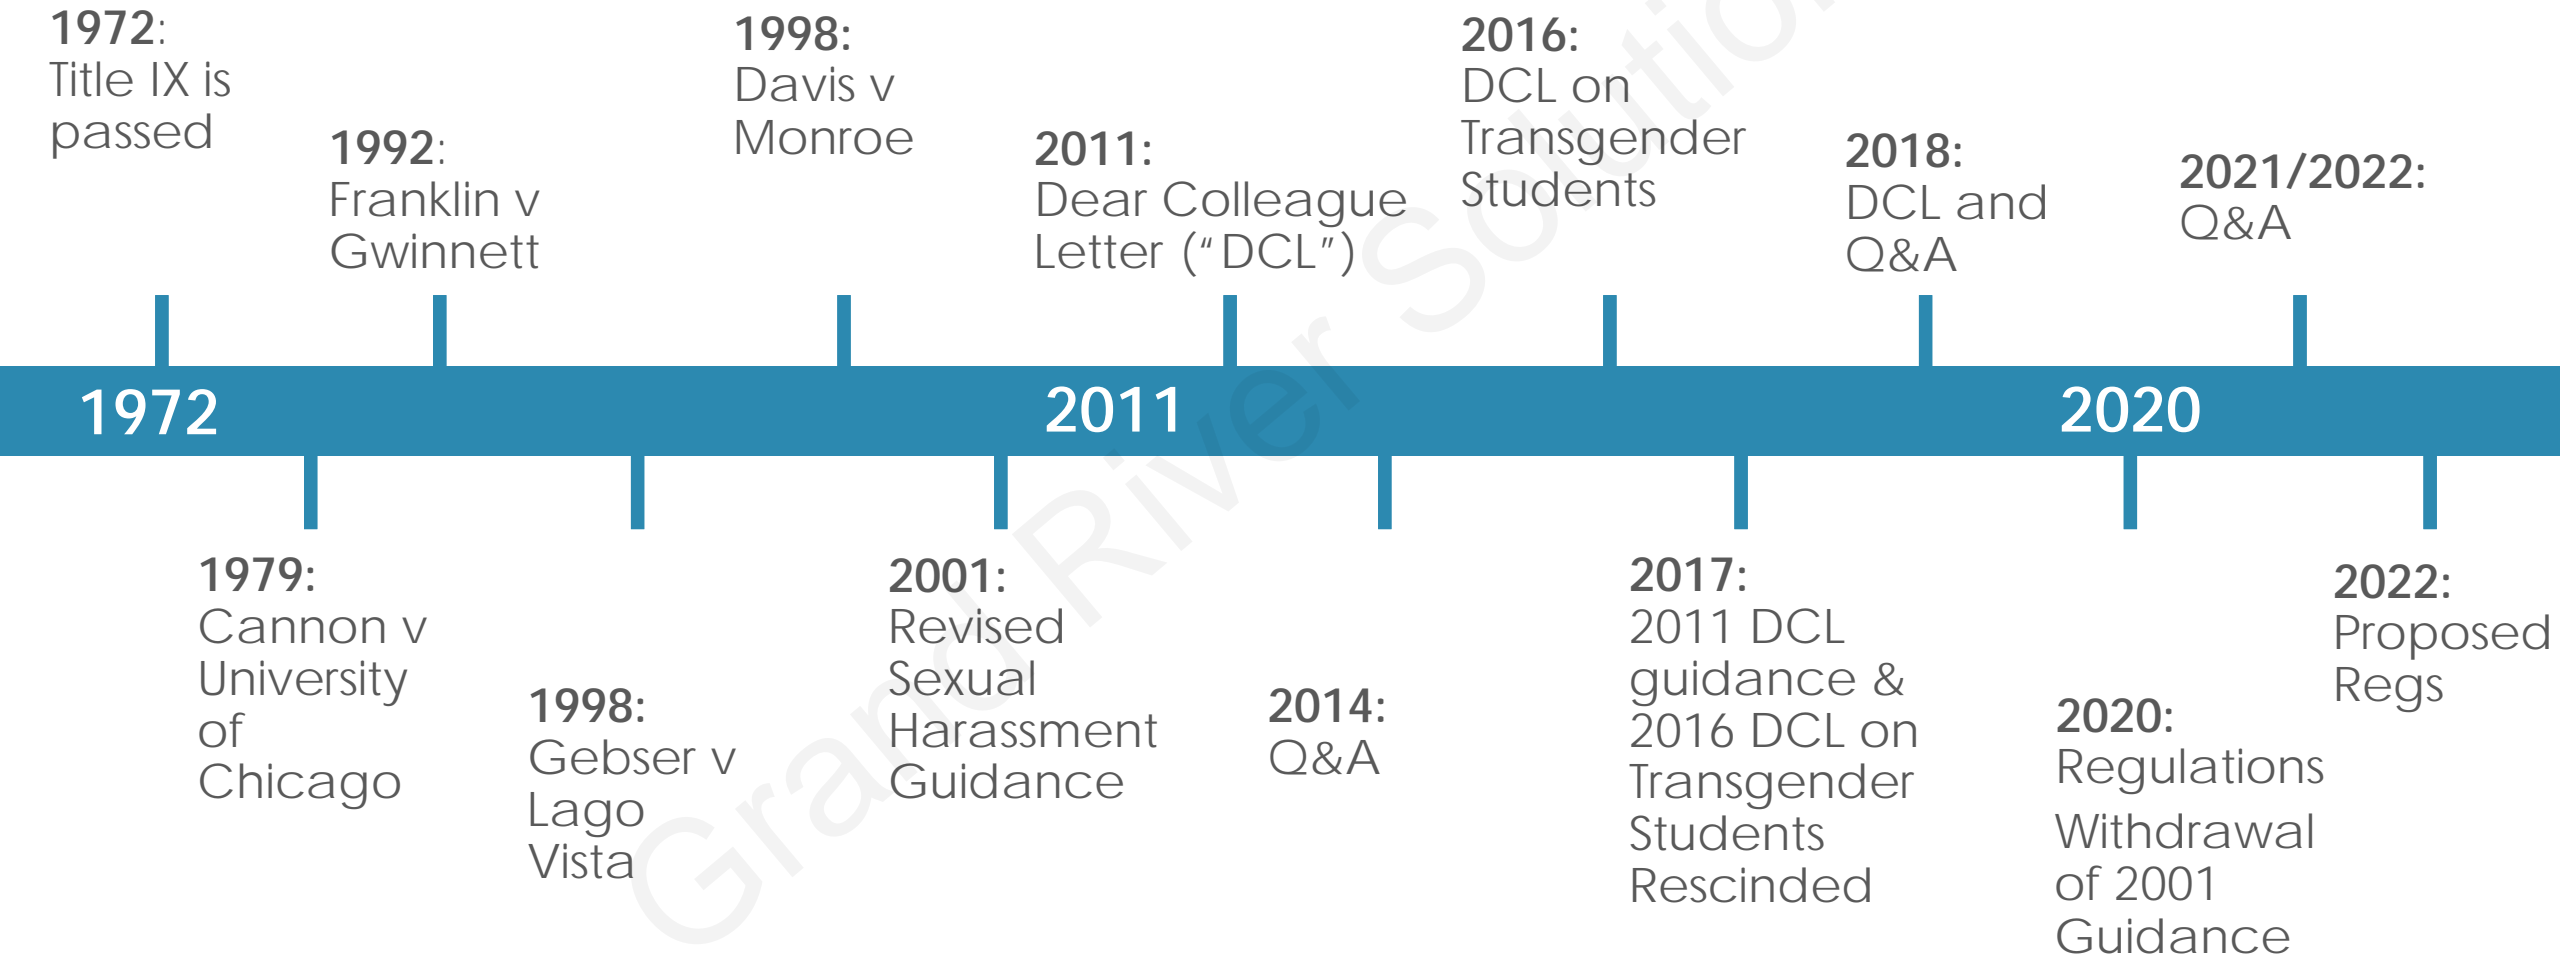 1972:
Title IX is
passed
1992:
Franklin v
Gwinnett
1998:
Davis v
Monroe
2011:
Dear Colleague
Letter ("DCL")
2016:
DCL on
Transgender
Students
2018:
DCL and
Q&A
2021/2022:
Q&A
1972
2011
2020
1979:
Cannon v
University
of
Chicago
1998:
Gebser v
Lago
Vista
2001:
Revised
Sexual
Harassment
Guidance
2014:
Q&A
2017:
2011 DCL
guidance &
2016 DCL on
Transgender
Students
Rescinded
2020:
Regulations
Withdrawal
of 2001
Guidance
2022:
Proposed
Regs
Grand River